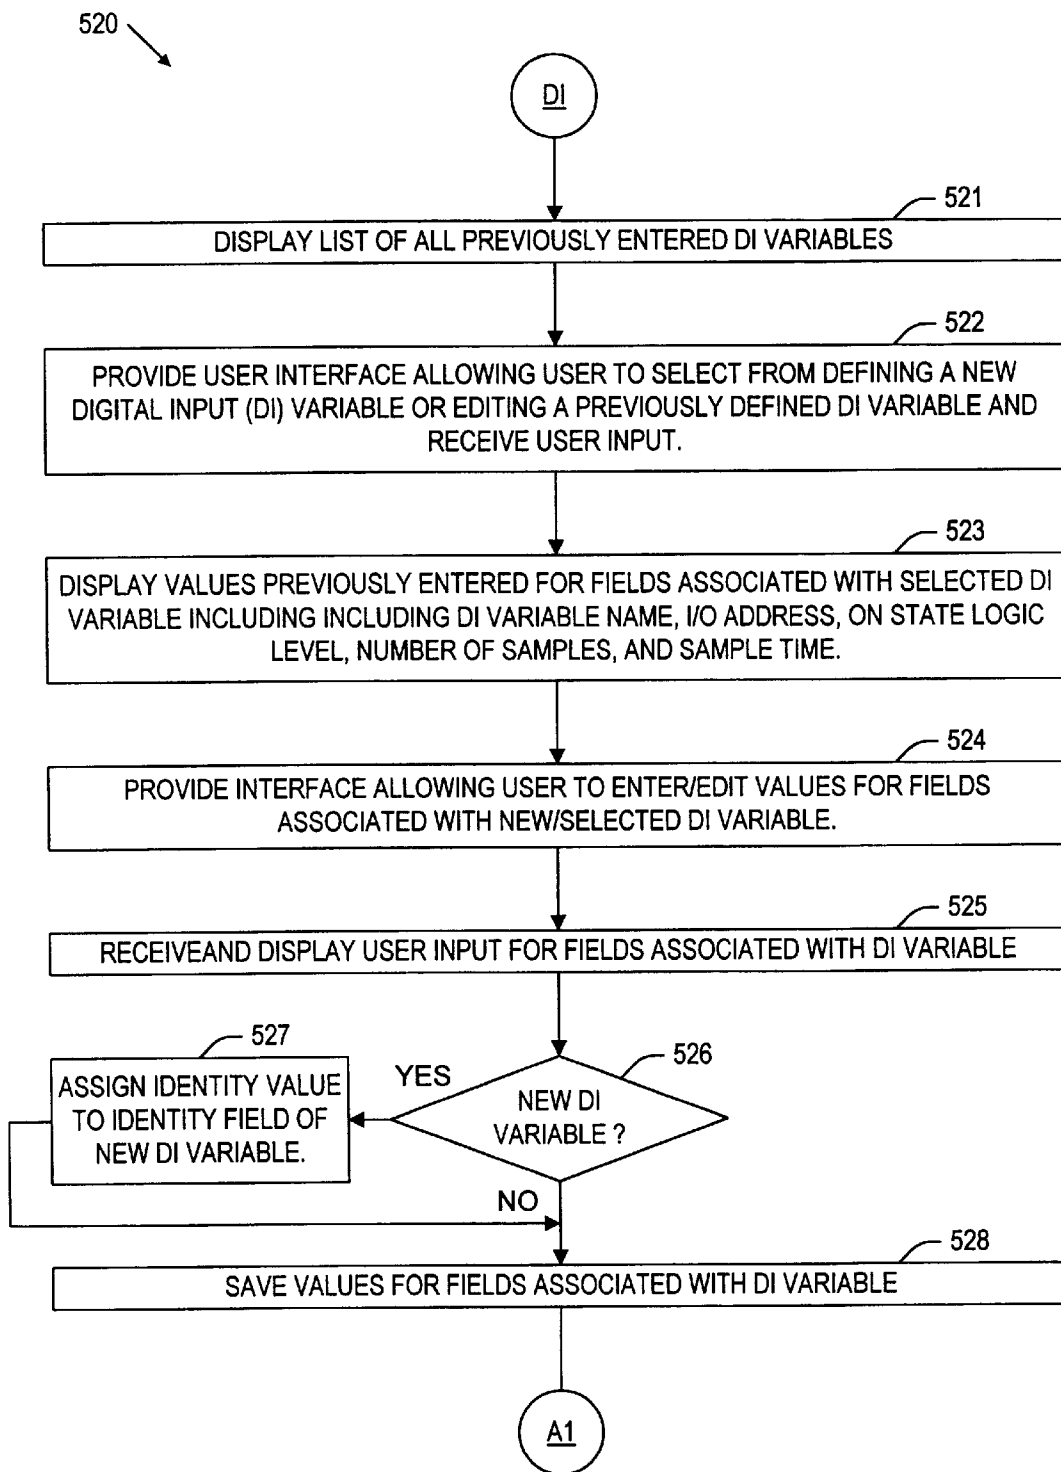 520
DI
521
DISPLAY LIST OF ALL PREVIOUSLY ENTERED DI VARIABLES
522
PROVIDE USER INTERFACE ALLOWING USER TO SELECT FROM DEFINING A NEW
DIGITAL INPUT (DI) VARIABLE OR EDITING A PREVIOUSLY DEFINED DI VARIABLE AND
RECEIVE USER INPUT.
523
DISPLAY VALUES PREVIOUSLY ENTERED FOR FIELDS ASSOCIATED WITH SELECTED DI
VARIABLE INCLUDING INCLUDING DI VARIABLE NAME, I/O ADDRESS, ON STATE LOGIC
LEVEL, NUMBER OF SAMPLES, AND SAMPLE TIME.
524
PROVIDE INTERFACE ALLOWING USER TO ENTER/EDIT VALUES FOR FIELDS
ASSOCIATED WITH NEW/SELECTED DI VARIABLE.
525
RECEIVEAND DISPLAY USER INPUT FOR FIELDS ASSOCIATED WITH DI VARIABLE
526
NEW DI
VARIABLE ?
YES
527
ASSIGN IDENTITY VALUE
TO IDENTITY FIELD OF
NEW DI VARIABLE.
NO
528
SAVE VALUES FOR FIELDS ASSOCIATED WITH DI VARIABLE
A1